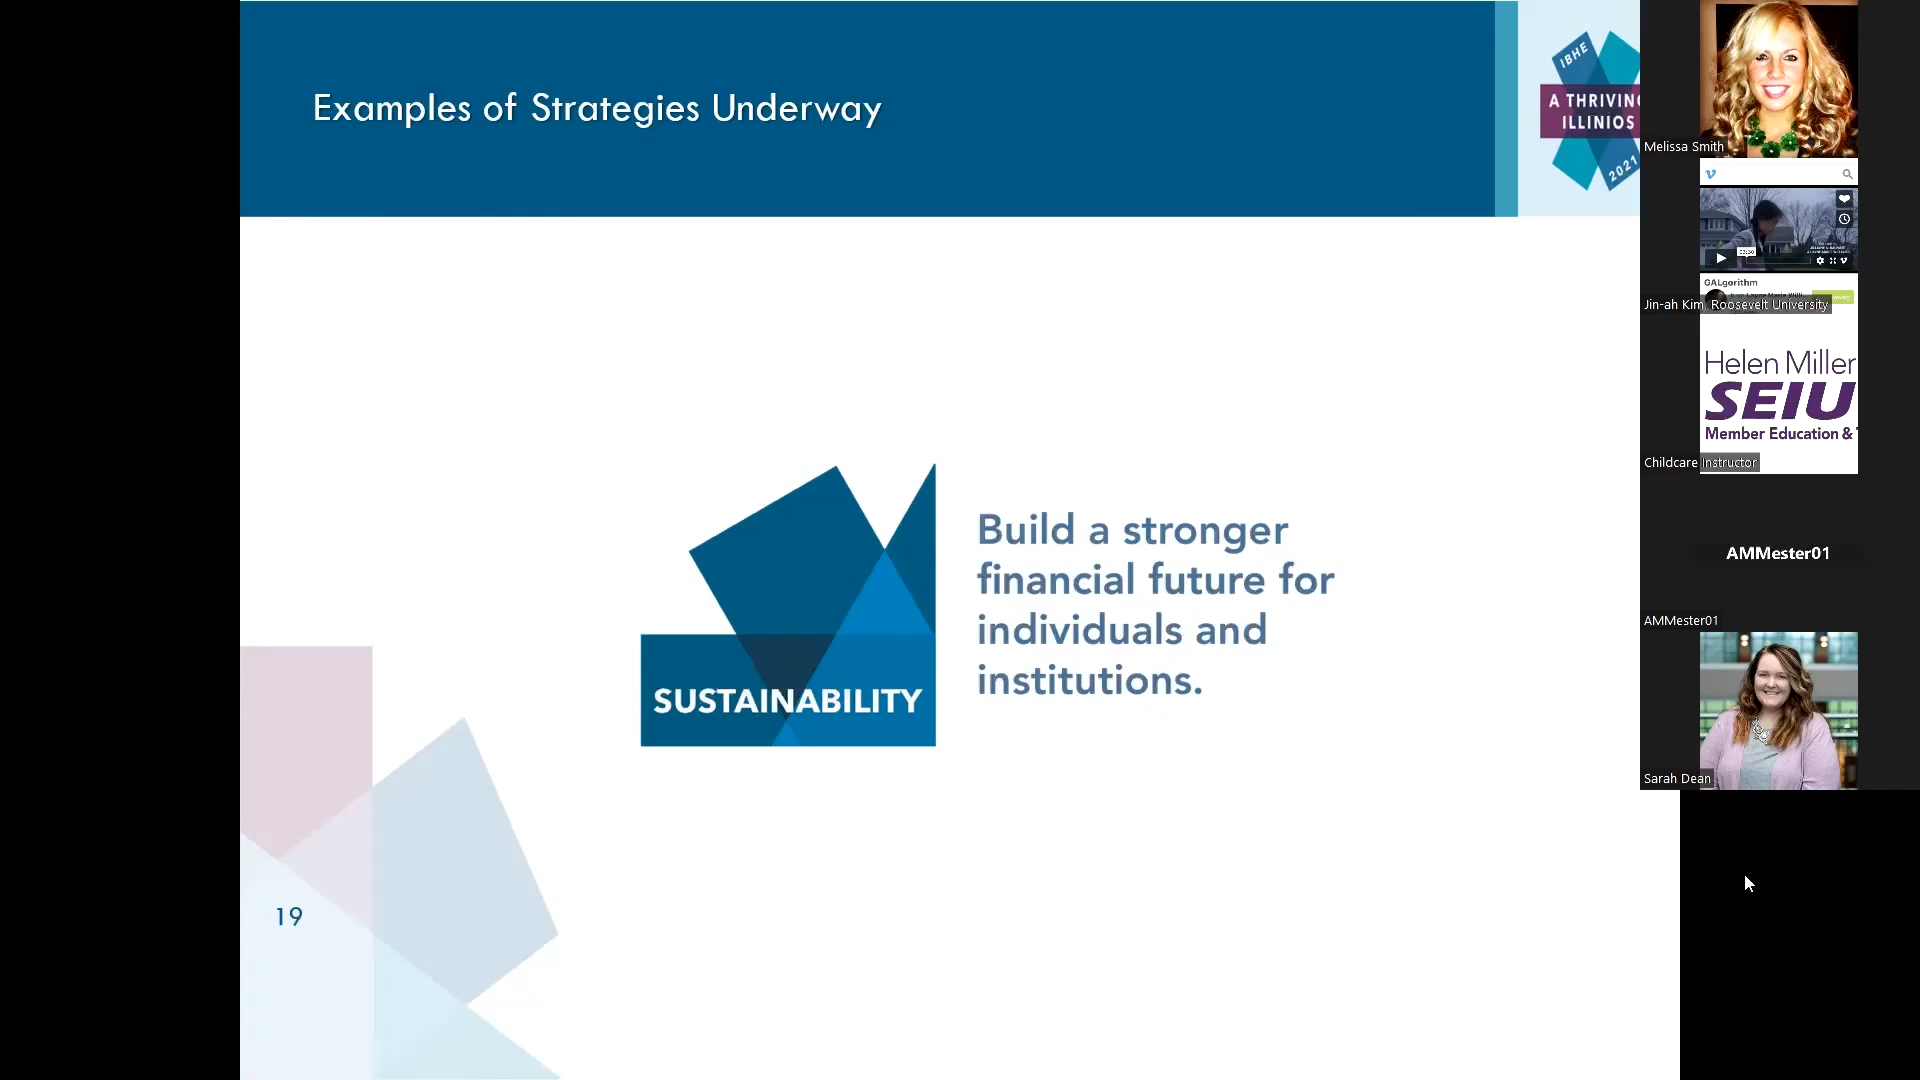 Examples of Strategies Underway
IBHE
A THRIVING
ILLINIOS
2021
SUSTAINABILITY
Build a stronger
financial future for
individuals and
institutions.
19
Melissa Smith
GALgorithm
Jin-ah Kim, Roosevelt University
Helen Miller
SEIU
Member Education &
Childcare Instructor
AMMester01
AMMester01
Sarah Dean